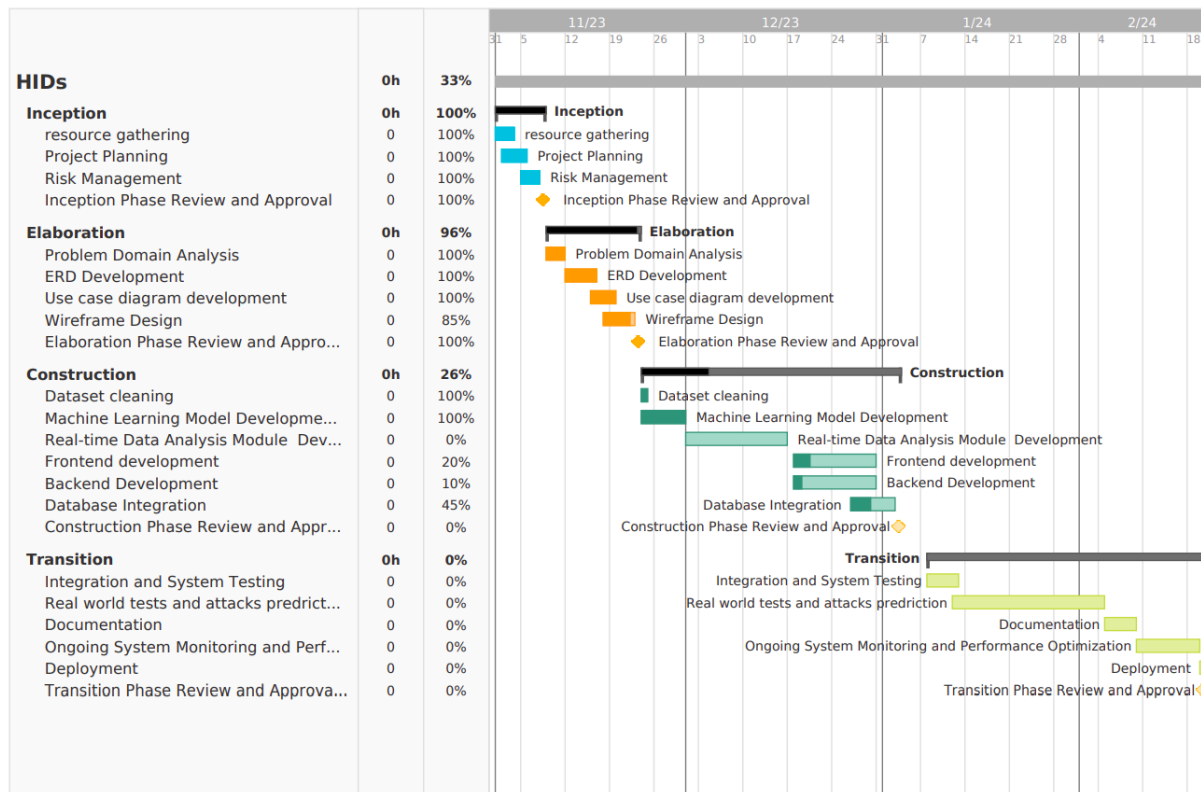 11/23 12/23 1/24 2/24
31 5 12 19 26 3 10 17 24 31 7 14 21 28 4 11 18
HIDs 0h 33%
Inception 0h 100% Inception
resource gathering 0 100% resource gathering
Project Planning 0 100% Project Planning
Risk Management 0 100% Risk Management
Inception Phase Review and Approval 0 100% Inception Phase Review and Approval
Elaboration 0h 96% Elaboration
Problem Domain Analysis 0 100% Problem Domain Analysis
ERD Development 0 100% ERD Development
Use case diagram development 0 100% Use case diagram development
Wireframe Design 0 85% Wireframe Design
Elaboration Phase Review and Appro... 0 100% Elaboration Phase Review and Approval
Construction 0h 26% Construction
Dataset cleaning 0 100% Dataset cleaning
Machine Learning Model Developme... 0 100% Machine Learning Model Development
Real-time Data Analysis Module Dev... 0 0% Real-time Data Analysis Module Development
Frontend development 0 20% Frontend development
Backend Development 0 10% Backend Development
Database Integration 0 45% Database Integration
Construction Phase Review and Appr... 0 0% Construction Phase Review and Approval
Transition 0h 0% Transition
Integration and System Testing 0 0% Integration and System Testing
Real world tests and attacks predict... 0 0% Real world tests and attacks prediction
Documentation 0 0% Documentation
Ongoing System Monitoring and Perf... 0 0% Ongoing System Monitoring and Performance Optimization
Deployment 0 0% Deployment
Transition Phase Review and Approva... 0 0% Transition Phase Review and Approval